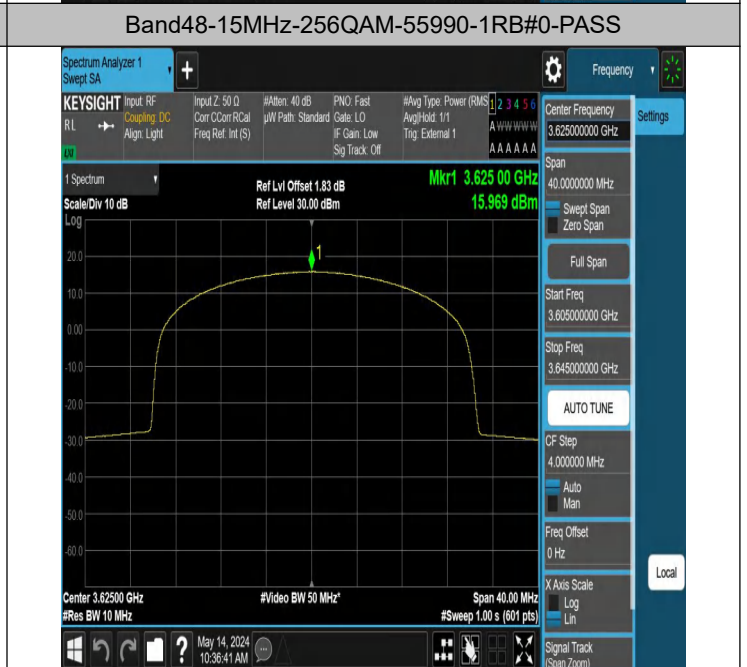 Band48-15MHz-256QAM-55990-1RB#0-PASS
Spectrum Analyzer 1
Swept SA
Frequency
KEYSIGHT
RL
Input: RF
Coupling: DC
Align: Light
Input Z: 50 Ω
Corr CCorr RCal
Freq Ref: Int (S)
#Atten: 40 dB
µW Path: Standard
PNO: Fast
Gate: LO
IF Gain: Low
Sig Track: Off
#Avg Type: Power (RMS
Avg|Hold: 1/1
Trig: External 1
1 2 3 4 5 6
A W W W W W
A A A A A A
Center Frequency
3.625000000 GHz
Settings
Span
40.0000000 MHz
Swept Span
Zero Span
Full Span
Start Freq
3.605000000 GHz
Stop Freq
3.645000000 GHz
AUTO TUNE
CF Step
4.000000 MHz
Auto
Man
Freq Offset
0 Hz
X Axis Scale
Log
Lin
Signal Track
(Span Zoom)
Local
1 Spectrum
Scale/Div 10 dB
Log
Ref Lvl Offset 1.83 dB
Ref Level 30.00 dBm
Mkr1 3.625 00 GHz
15.969 dBm
1
20.0
10.0
0.00
-10.0
-20.0
-30.0
-40.0
-50.0
-60.0
Center 3.62500 GHz
#Res BW 10 MHz
#Video BW 50 MHz*
Span 40.00 MHz
#Sweep 1.00 s (601 pts)
?
May 14, 2024
10:36:41 AM